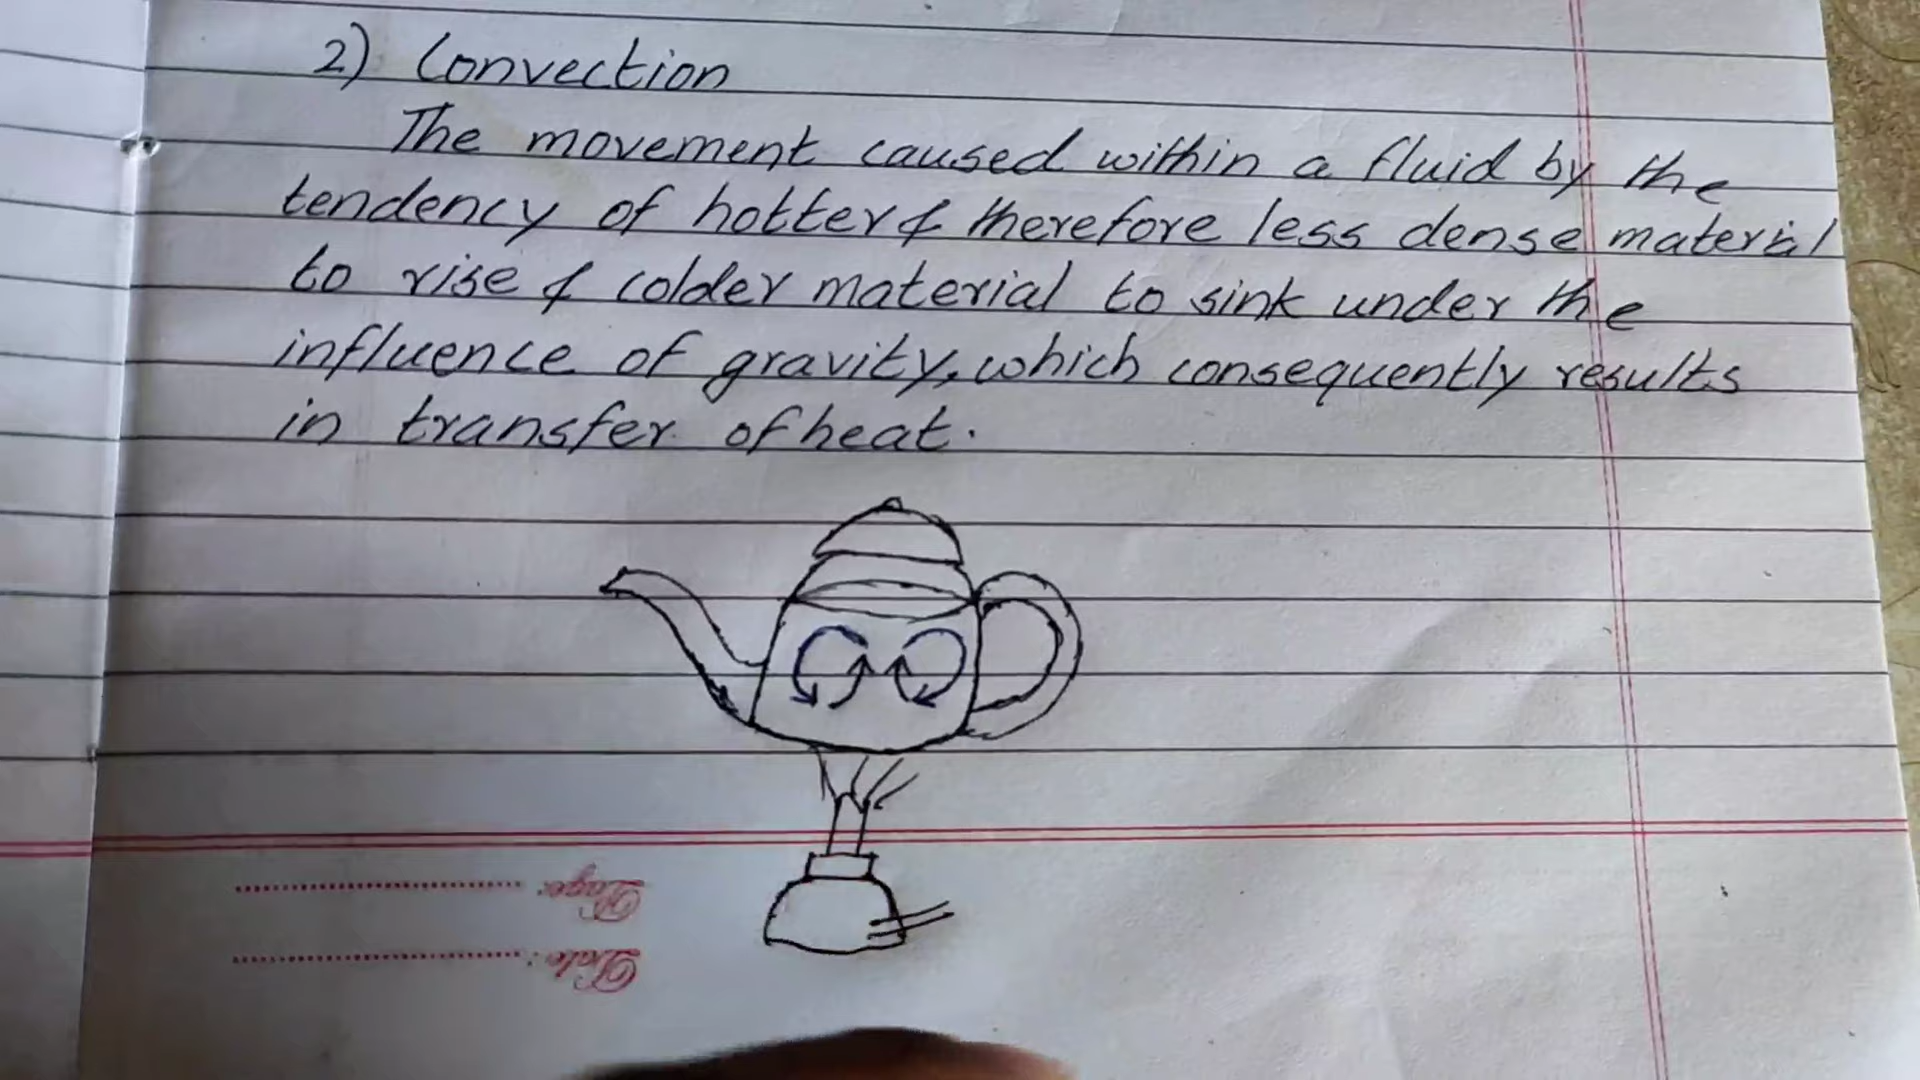 2) Convection
The movement caused within a fluid by the
tendency of hotter & therefore less dense material
to rise & colder material to sink under the
influence of gravity, which consequently results
in transfer of heat.
Page:
Date: